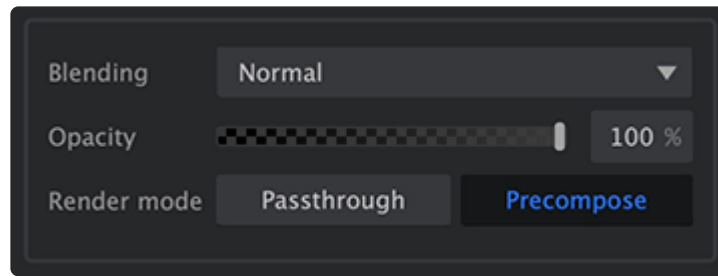 Blending Normal
Opacity 100 %
Render mode Passthrough Precompose